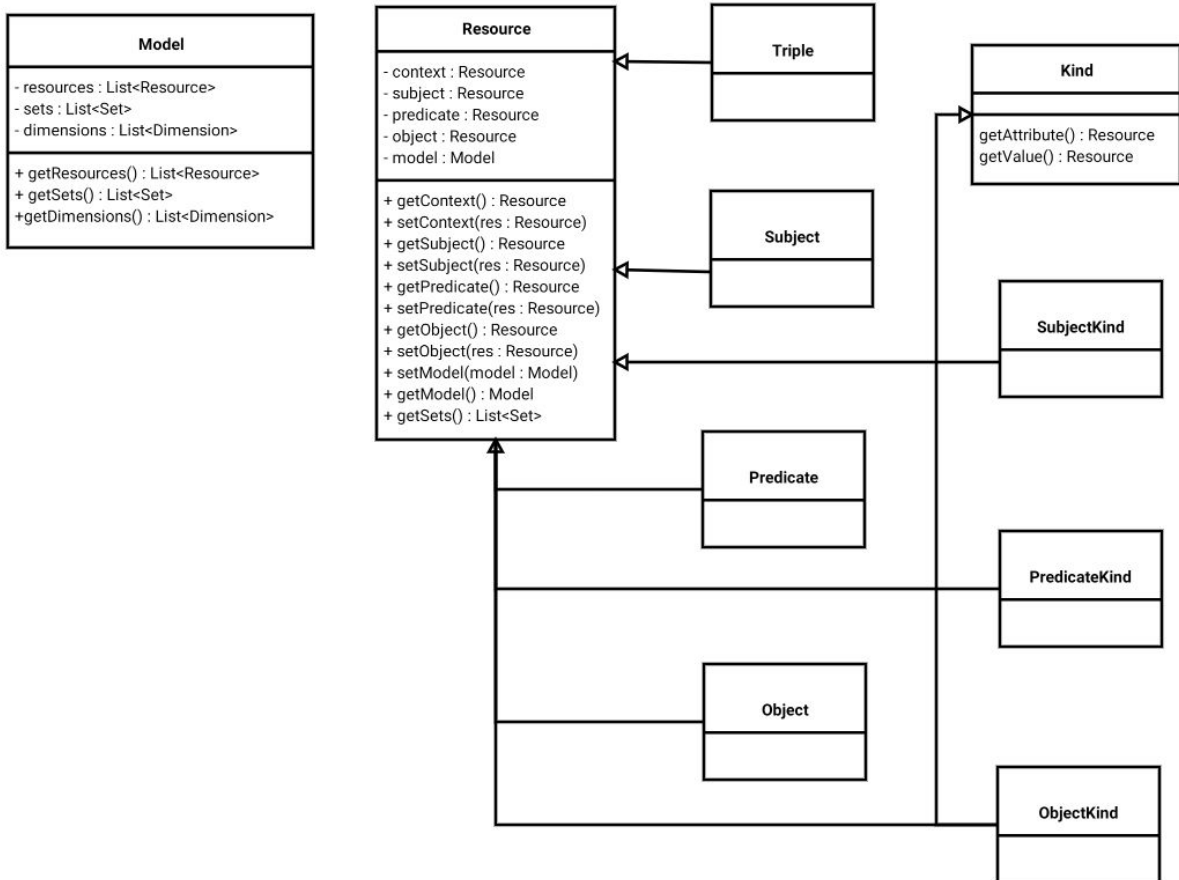 Model
- resources : List<Resource>
- sets : List<Set>
- dimensions : List<Dimension>
+ getResources() : List<Resource>
+ getSets() : List<Set>
+getDimensions() : List<Dimension>
Resource
- context : Resource
- subject : Resource
- predicate : Resource
- object : Resource
- model : Model
+ getContext() : Resource
+ setContext(res : Resource)
+ getSubject() : Resource
+ setSubject(res : Resource)
+ getPredicate() : Resource
+ setPredicate(res : Resource)
+ getObject() : Resource
+ setObject(res : Resource)
+ setModel(model : Model)
+ getModel() : Model
+ getSets() : List<Set>
Triple
Kind
getAttribute() : Resource
getValue() : Resource
Subject
SubjectKind
Predicate
PredicateKind
Object
ObjectKind